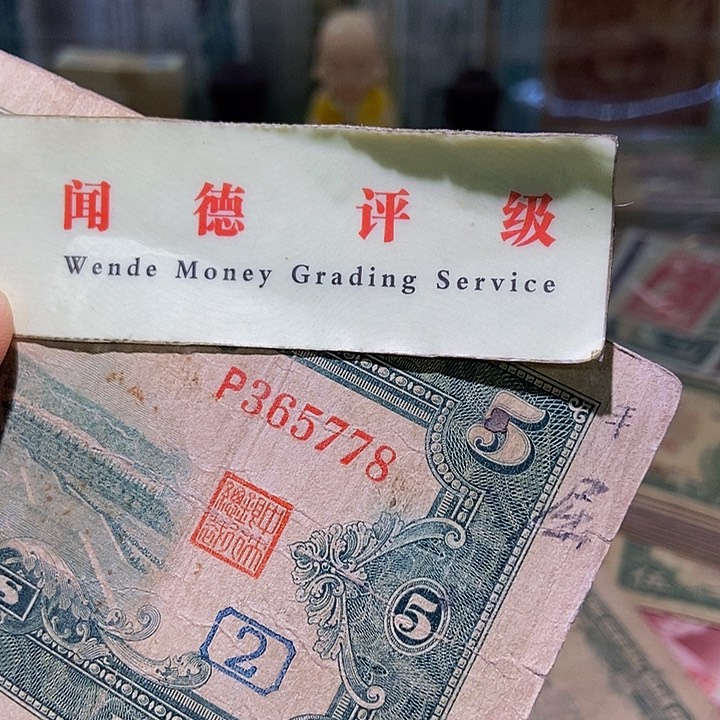 闻德评级
Wende Money Grading Service
P365778
5
5
2